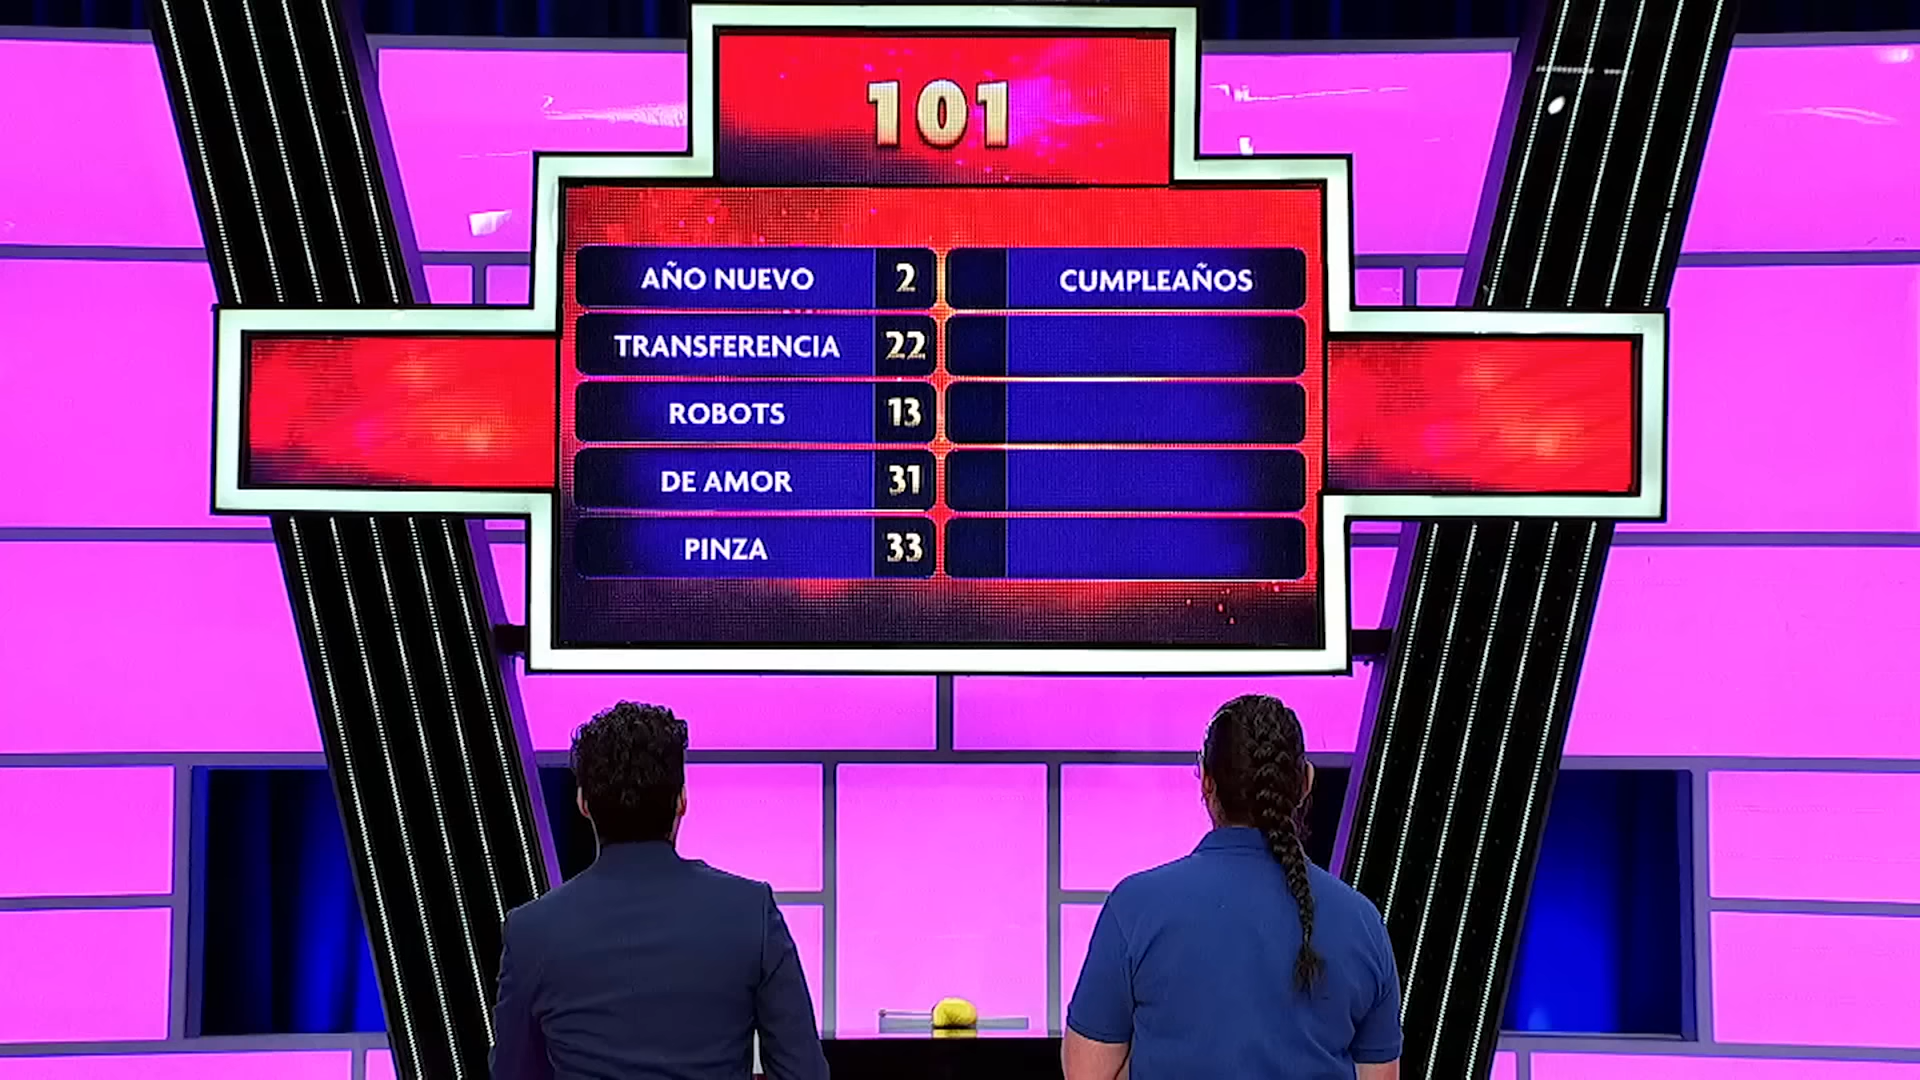 101
AÑO NUEVO 2 CUMPLEAÑOS
TRANSFERENCIA 22
ROBOTS 13
DE AMOR 31
PINZA 33